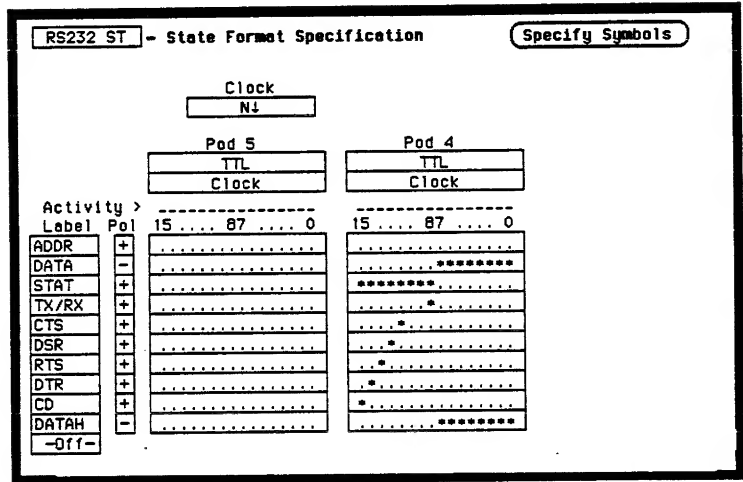 RS232 ST - State Format Specification Specify Symbols
Clock
N↓
Pod 5 Pod 4
TTL TTL
Clock Clock
Activity > ---------------- ----------------
Label Pol 15 .... 87 .... 0 15 .... 87 .... 0
ADDR + ................ ................
DATA - ................ ........********
STAT + ................ ********........
TX/RX + ................ .......*........
CTS + ................ ....*...........
DSR + ................ ...*............
RTS + ................ ..*.............
DTR + ................ .*..............
CD + ................ *...............
DATAH - ................ ........********
-Off-